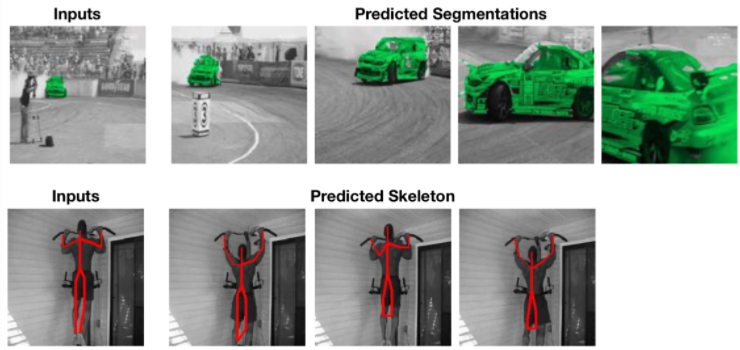 Inputs
Predicted Segmentations
Inputs
Predicted Skeleton